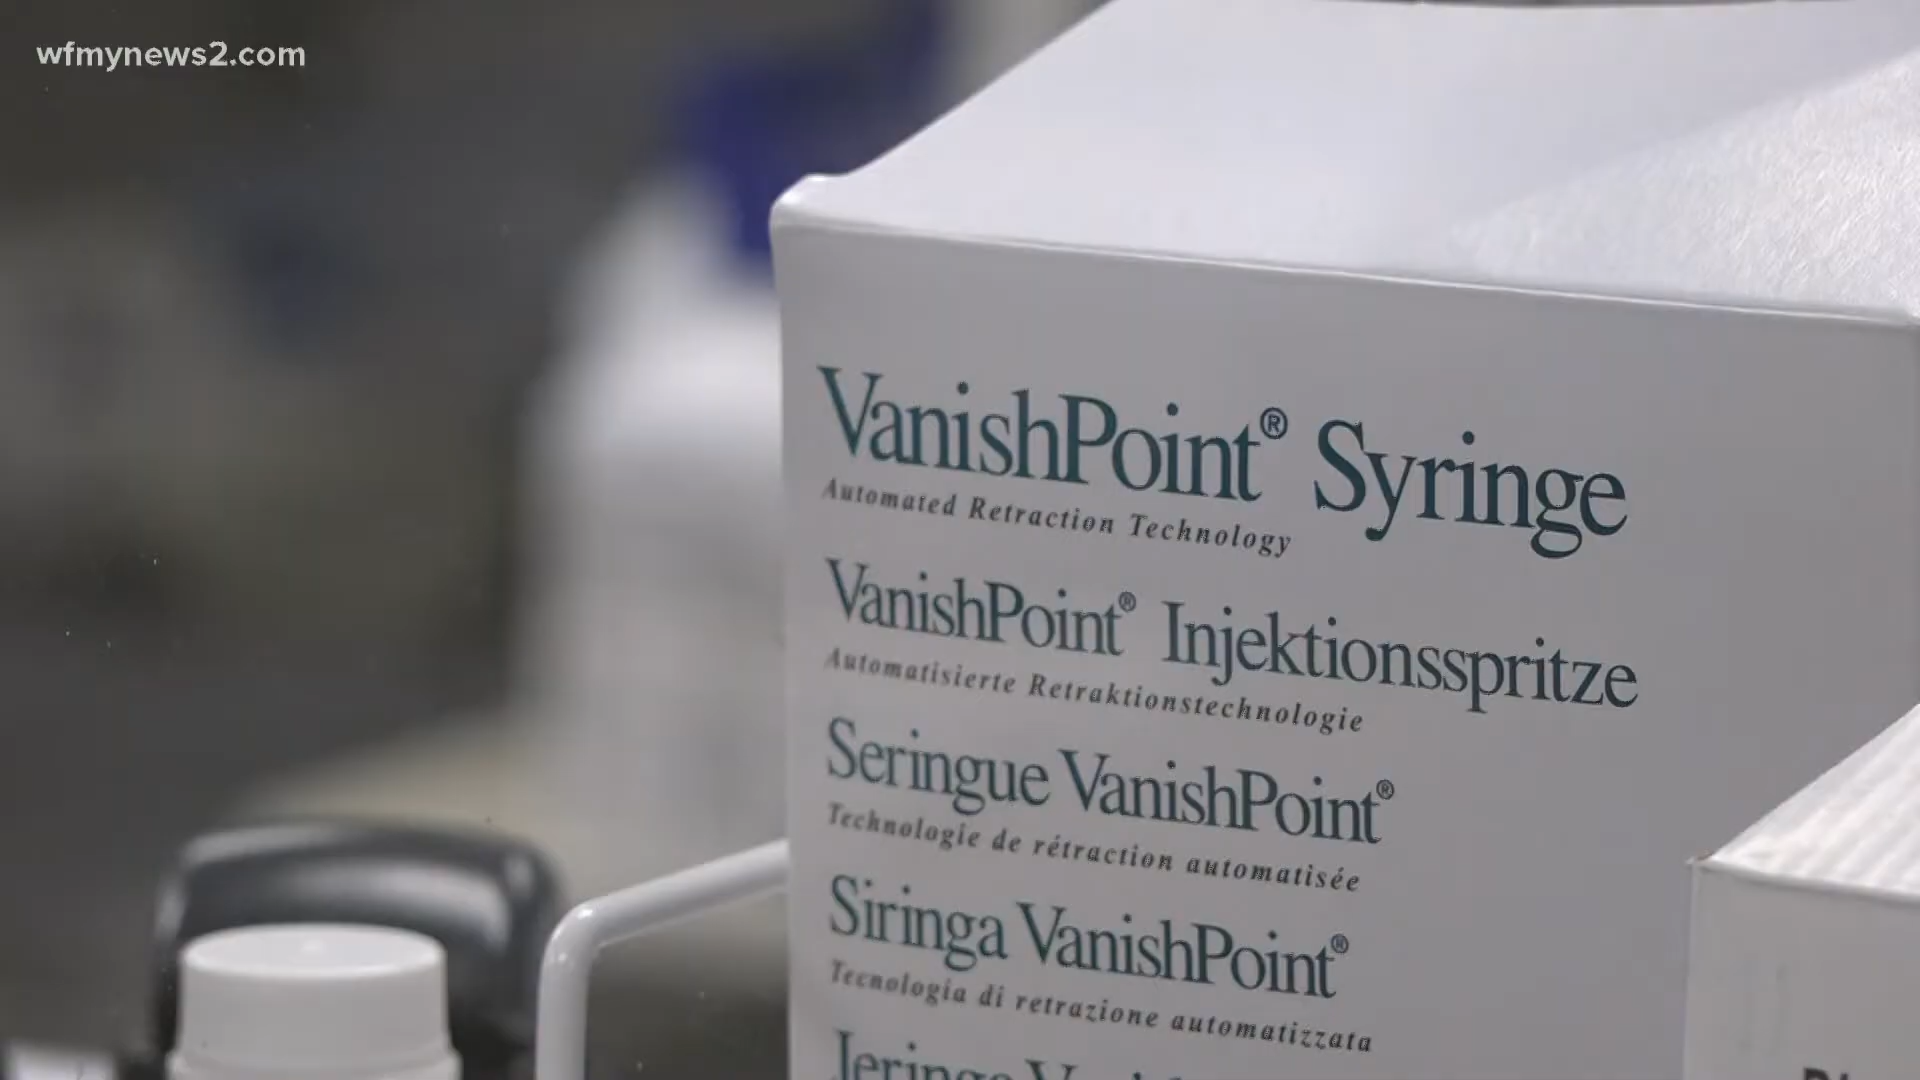 wfmynews2.com
VanishPoint® Syringe
Automated Retraction Technology
VanishPoint® Injektionsspritze
Automatisierte Retraktionstechnologie
Seringue VanishPoint®
Technologie de rétraction automatisée
Siringa VanishPoint®
Tecnologia di retrazione automatizzata
Jeringa